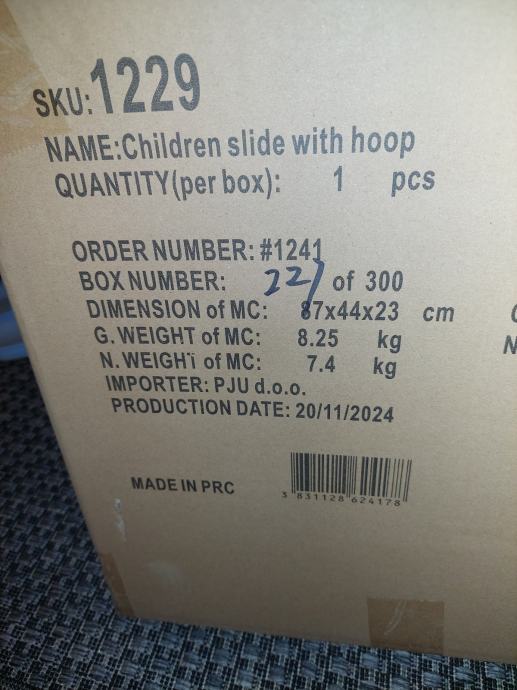 SKU:1229
NAME:Children slide with hoop
QUANTITY(per box): 1 pcs
ORDER NUMBER: #1241
BOX NUMBER: 221 of 300
DIMENSION of MC: 87x44x23 cm
G. WEIGHT of MC: 8.25 kg
N. WEIGHT of MC: 7.4 kg
IMPORTER: PJU d.o.o.
PRODUCTION DATE: 20/11/2024
MADE IN PRC
3 831128 624178